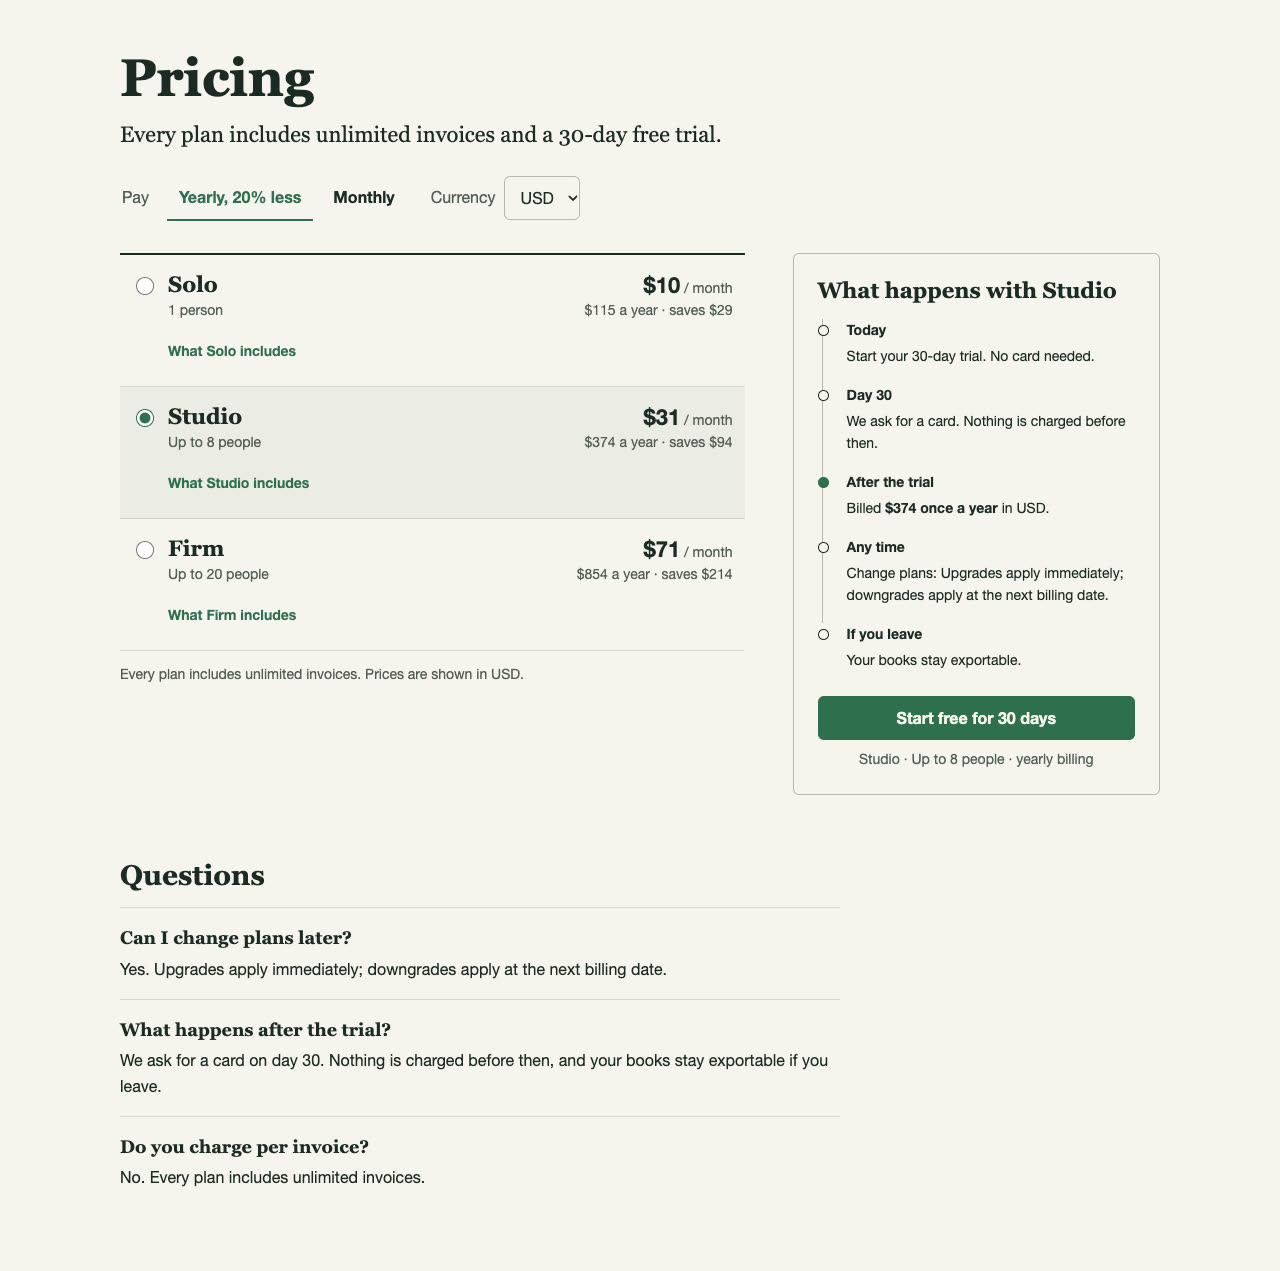 Pricing
Every plan includes unlimited invoices and a 30-day free trial.
Pay Yearly, 20% less Monthly Currency USD
Solo $10 / month
1 person $115 a year · saves $29
What Solo includes
Studio $31 / month
Up to 8 people $374 a year · saves $94
What Studio includes
Firm $71 / month
Up to 20 people $854 a year · saves $214
What Firm includes
Every plan includes unlimited invoices. Prices are shown in USD.
What happens with Studio
Today
Start your 30-day trial. No card needed.
Day 30
We ask for a card. Nothing is charged before
then.
After the trial
Billed $374 once a year in USD.
Any time
Change plans: Upgrades apply immediately;
downgrades apply at the next billing date.
If you leave
Your books stay exportable.
Start free for 30 days
Studio · Up to 8 people · yearly billing
Questions
Can I change plans later?
Yes. Upgrades apply immediately; downgrades apply at the next billing date.
What happens after the trial?
We ask for a card on day 30. Nothing is charged before then, and your books stay exportable if you
leave.
Do you charge per invoice?
No. Every plan includes unlimited invoices.